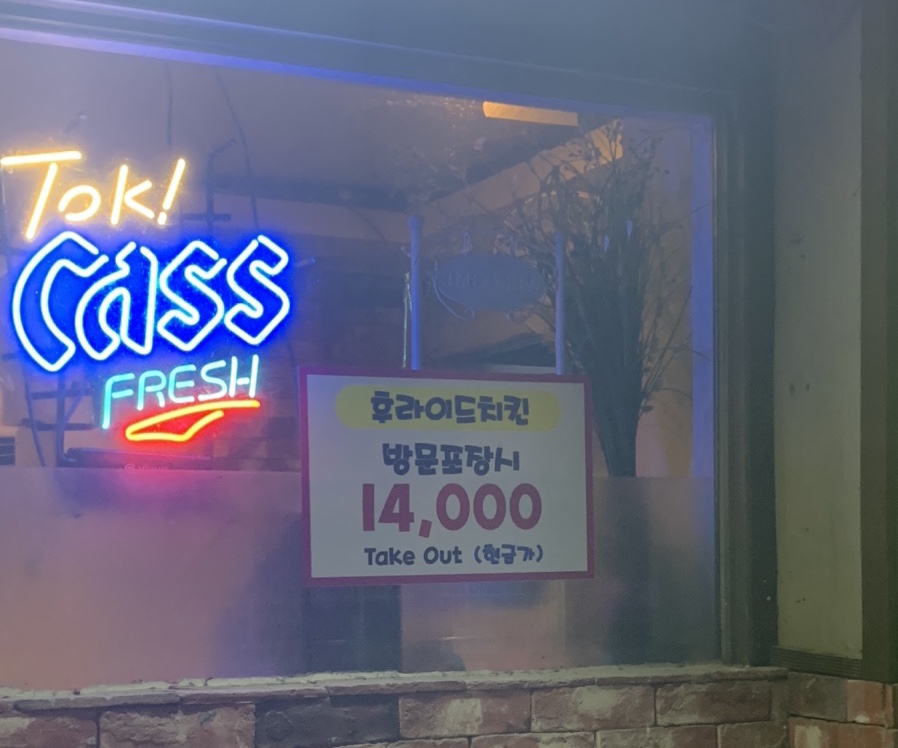 Tok!
Cass
FRESH
후라이드치킨
방문포장시
14,000
Take Out (현금가)